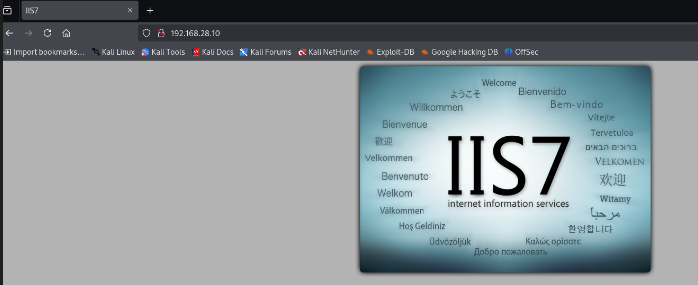 IIS7
192.168.28.10
Import bookmarks...
Kali Linux
Kali Tools
Kali Docs
Kali Forums
Kali NetHunter
Exploit-DB
Google Hacking DB
OffSec
Welcome
ようこそ
Bienvenido
Willkommen
Bem-vindo
Bienvenue
Vítejte
Tervetuloa
歡迎
ברוכים הבאים
Velkommen
VELKOMEN
IIS7
internet information services
Benvenuto
欢迎
Welkom
Witamy
Välkommen
مرحباً
Hoş Geldiniz
환영합니다
Üdvözöljük
Καλώς ορίσατε
Добро пожаловать